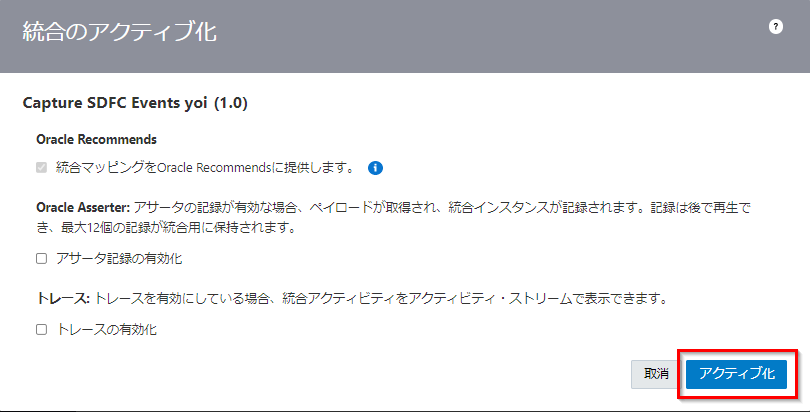 統合のアクティブ化
?
Capture SDFC Events yoi (1.0)
Oracle Recommends
統合マッピングをOracle Recommendsに提供します。 i
Oracle Asserter: アサータの記録が有効な場合、ペイロードが取得され、統合インスタンスが記録されます。記録は後で再生で
き、最大12個の記録が統合用に保持されます。
アサータ記録の有効化
トレース: トレースを有効にしている場合、統合アクティビティをアクティビティ・ストリームで表示できます。
トレースの有効化
取消 アクティブ化